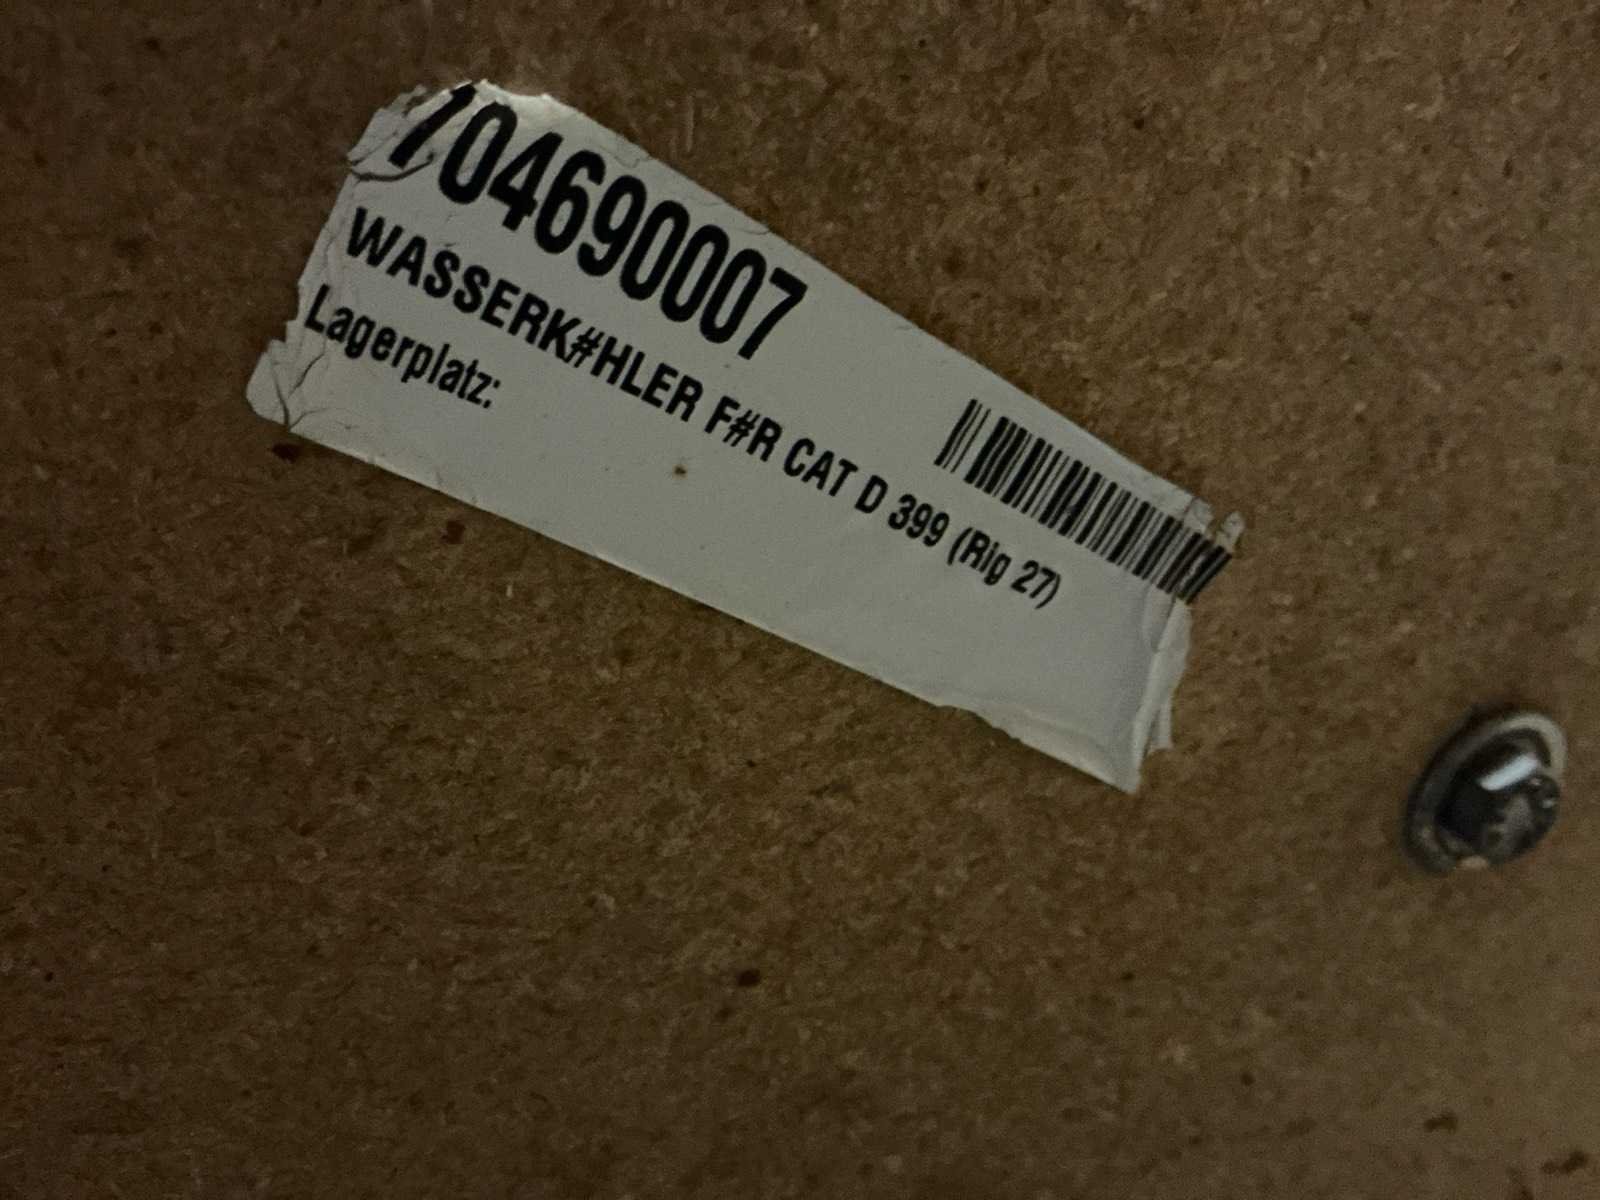 704690007
WASSERK#HLER F#R CAT D 399 (Rig 27)
Lagerplatz: